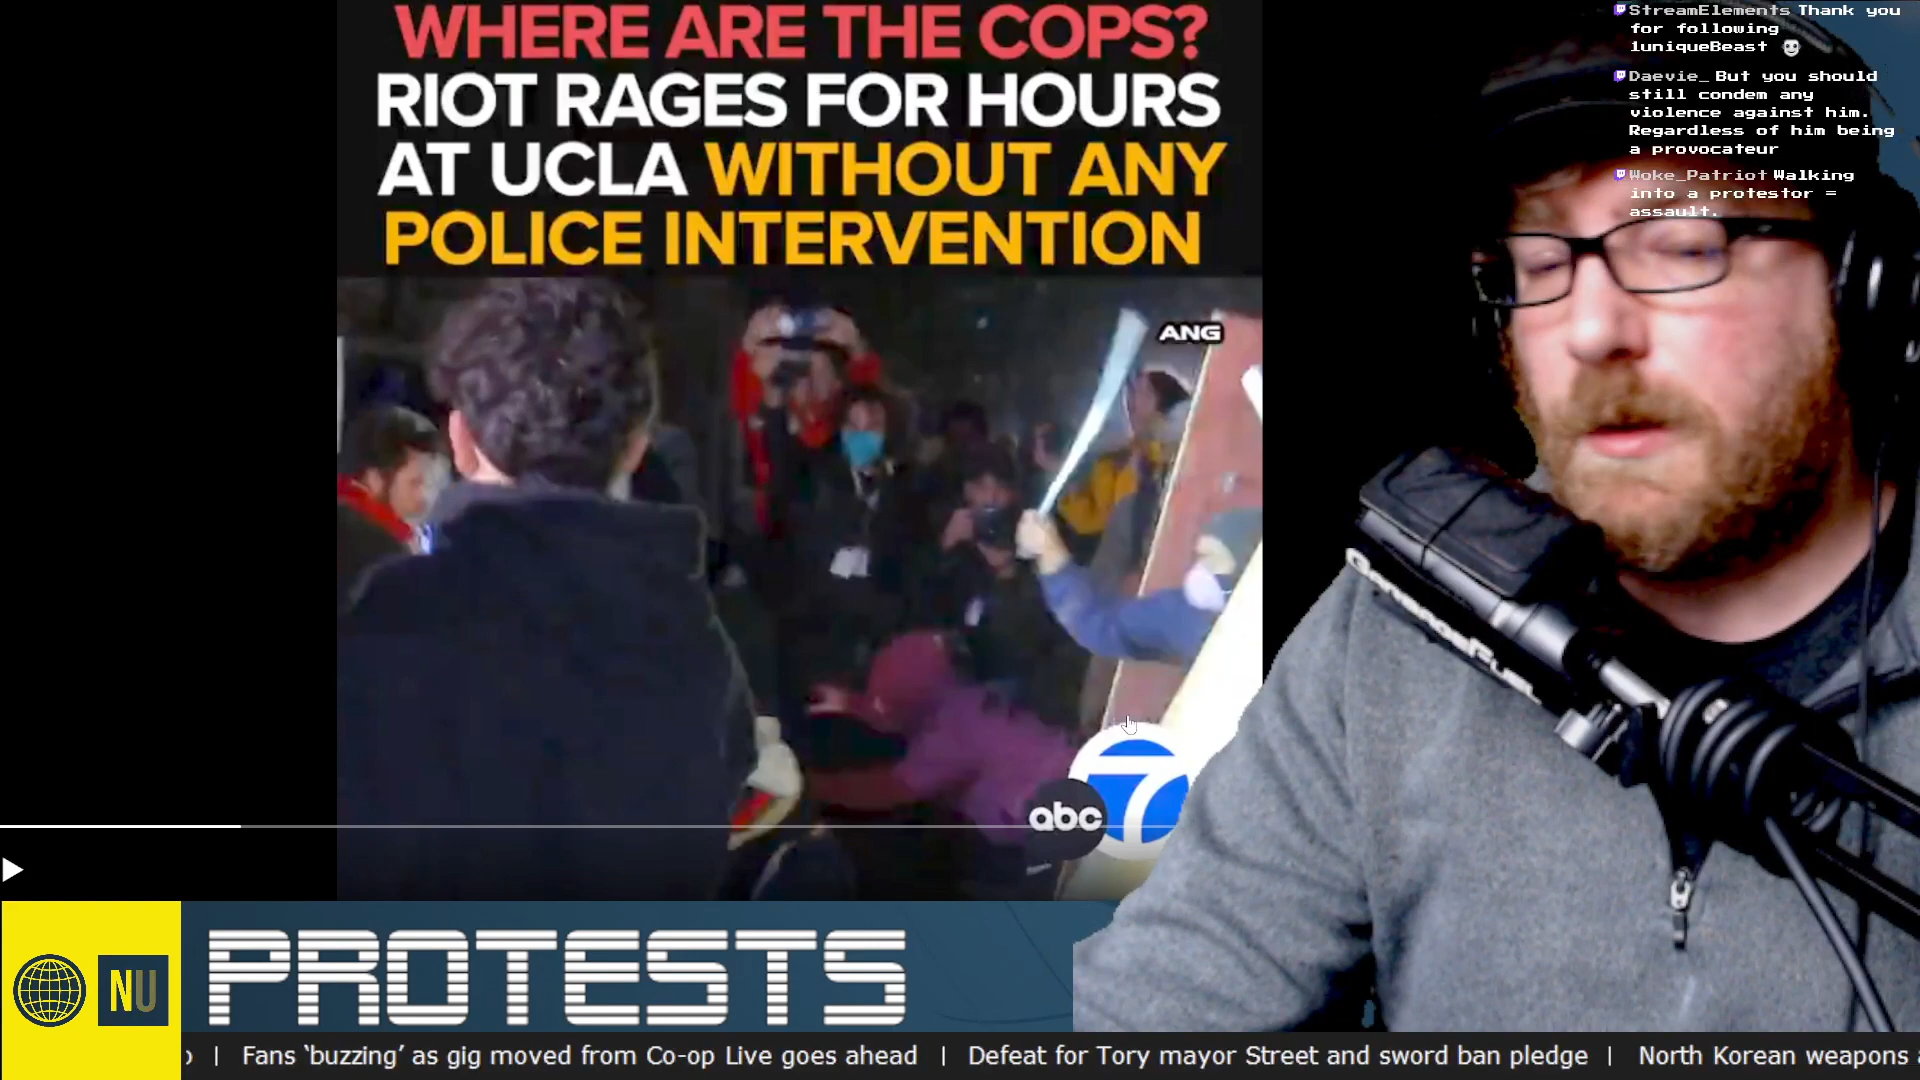 WHERE ARE THE COPS?
RIOT RAGES FOR HOURS
AT UCLA WITHOUT ANY
POLICE INTERVENTION
ANG
abc 7
StreamElements Thank you
for following
1uniqueBeast
Daevie_ But you should
still condem any
violence against him.
Regardless of him being
a provocateur
Woke_Patriot Walking
into a protestor =
assault.
NU
PROTESTS
| Fans ‘buzzing’ as gig moved from Co-op Live goes ahead | Defeat for Tory mayor Street and sword ban pledge | North Korean weapons